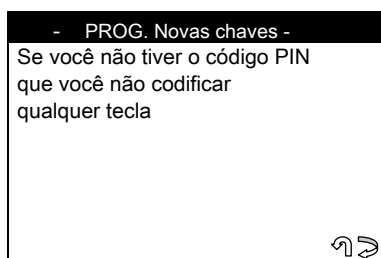 - PROG. Novas chaves -
Se você não tiver o código PIN
que você não codificar
qualquer tecla